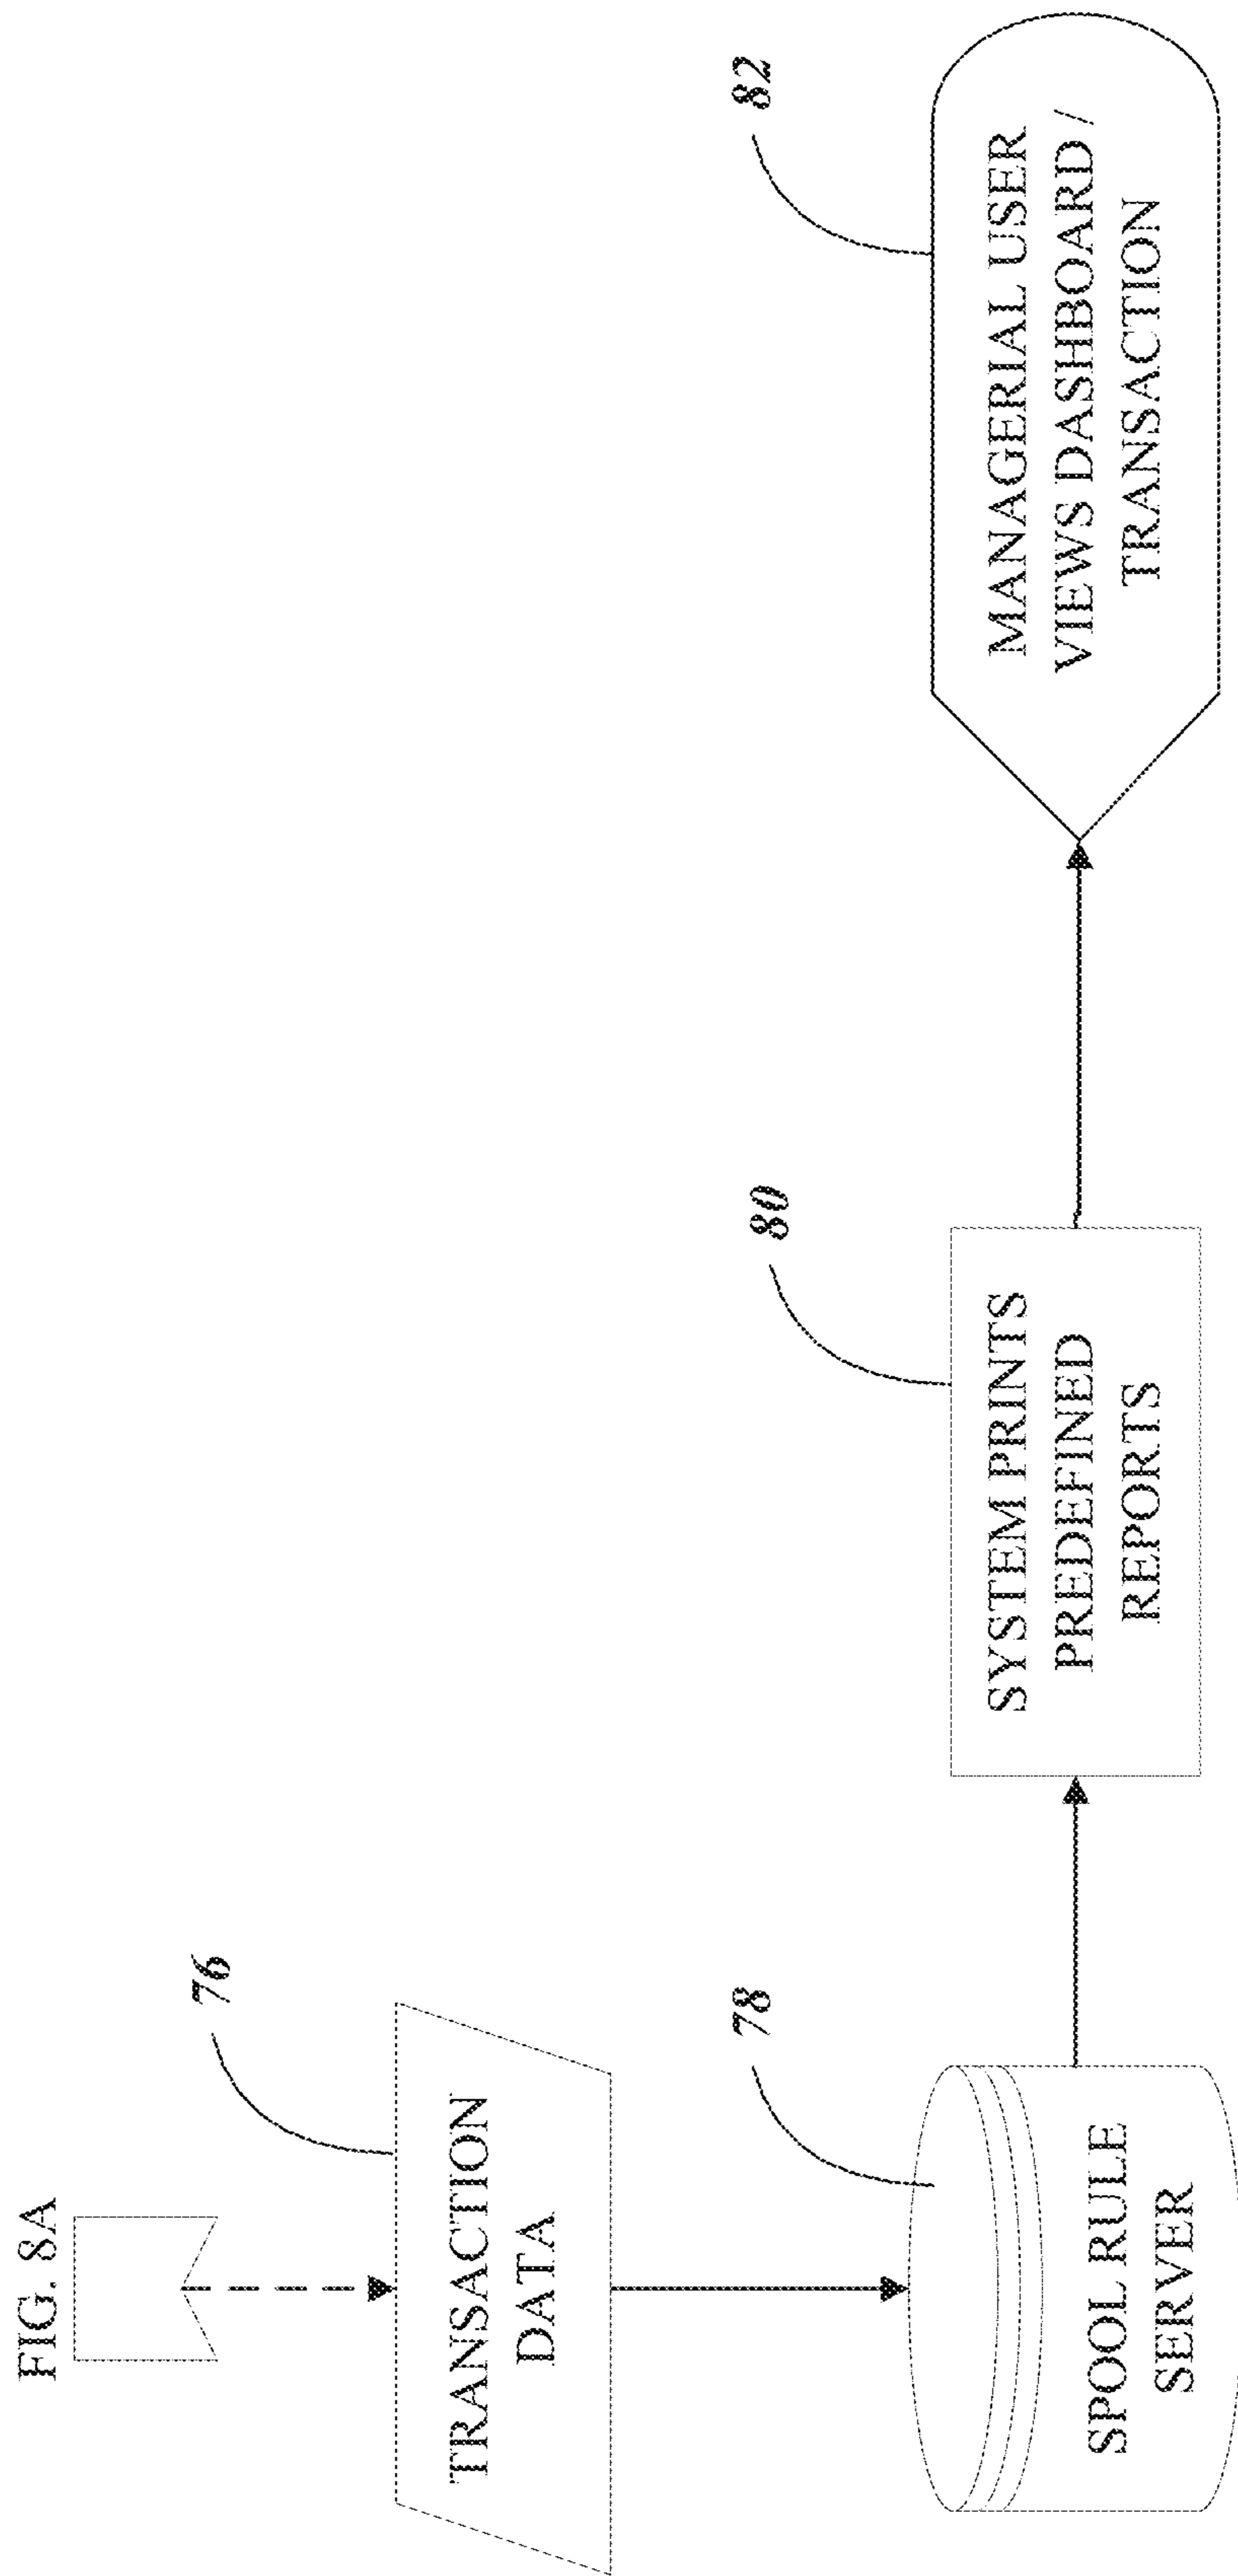 FIG. 8A
76
TRANSACTION
DATA
78
SPOOL RULE
SERVER
80
SYSTEM PRINTS
PREDEFINED
REPORTS
82
MANAGERIAL USER
VIEWS DASHBOARD /
TRANSACTION